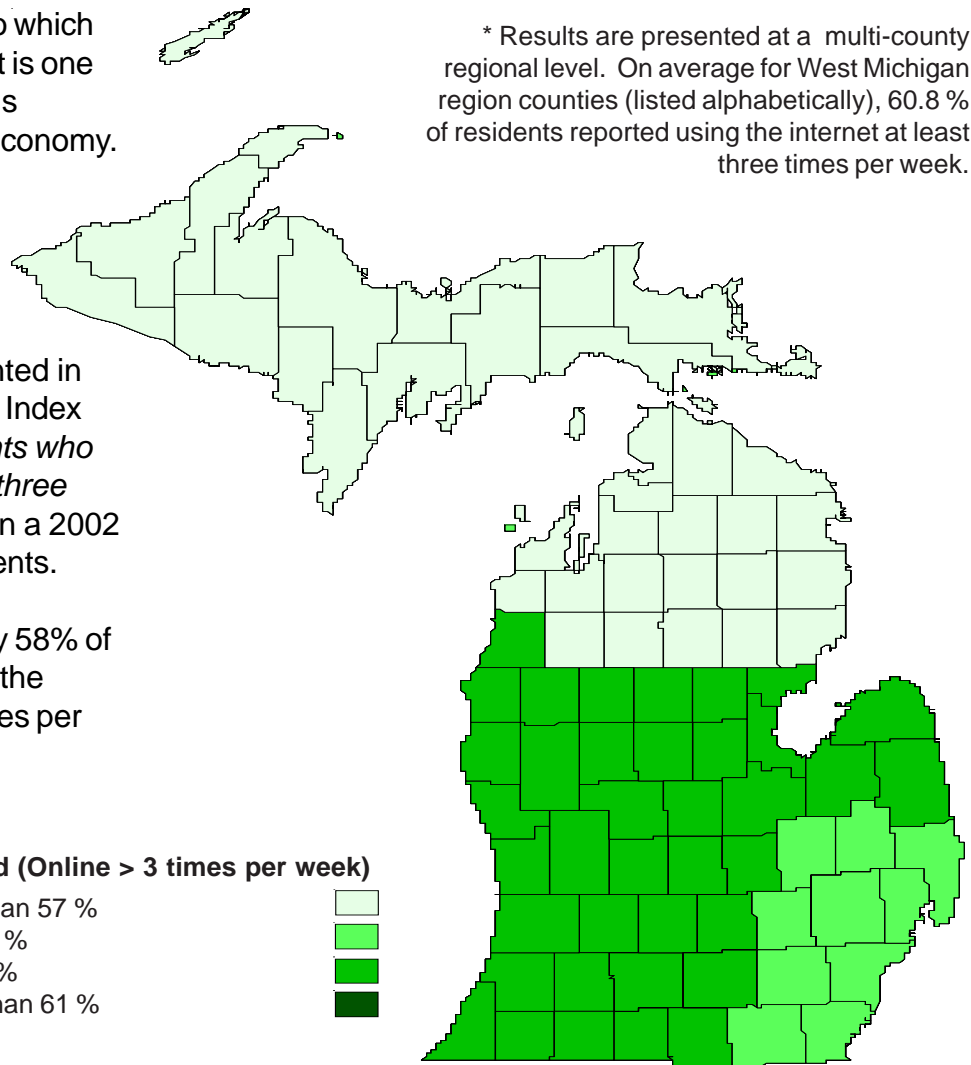 o which
t is one
s
conomy.
* Results are presented at a multi-county
regional level. On average for West Michigan
region counties (listed alphabetically), 60.8 %
of residents reported using the internet at least
three times per week.
nted in
Index
nts who
three
n a 2002
ents.
y 58% of
the
es per
d (Online > 3 times per week)
an 57 %
%
%
han 61 %